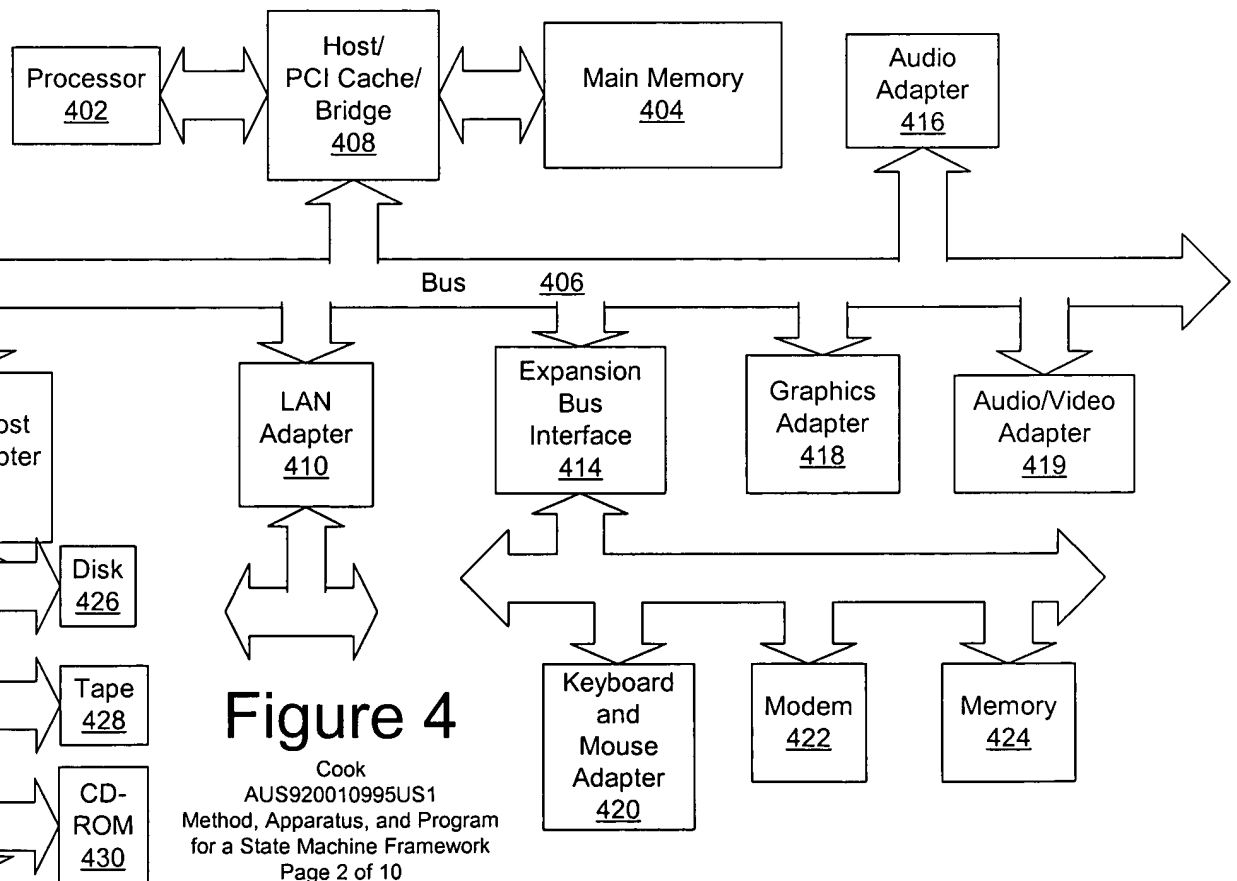 Processor
402
Host/
PCI Cache/
Bridge
408
Main Memory
404
Audio
Adapter
416
Bus 406
LAN
Adapter
410
Expansion
Bus
Interface
414
Graphics
Adapter
418
Audio/Video
Adapter
419
Disk
426
Tape
428
CD-
ROM
430
Keyboard
and
Mouse
Adapter
420
Modem
422
Memory
424
Figure 4
Cook
AUS920010995US1
Method, Apparatus, and Program
for a State Machine Framework
Page 2 of 10